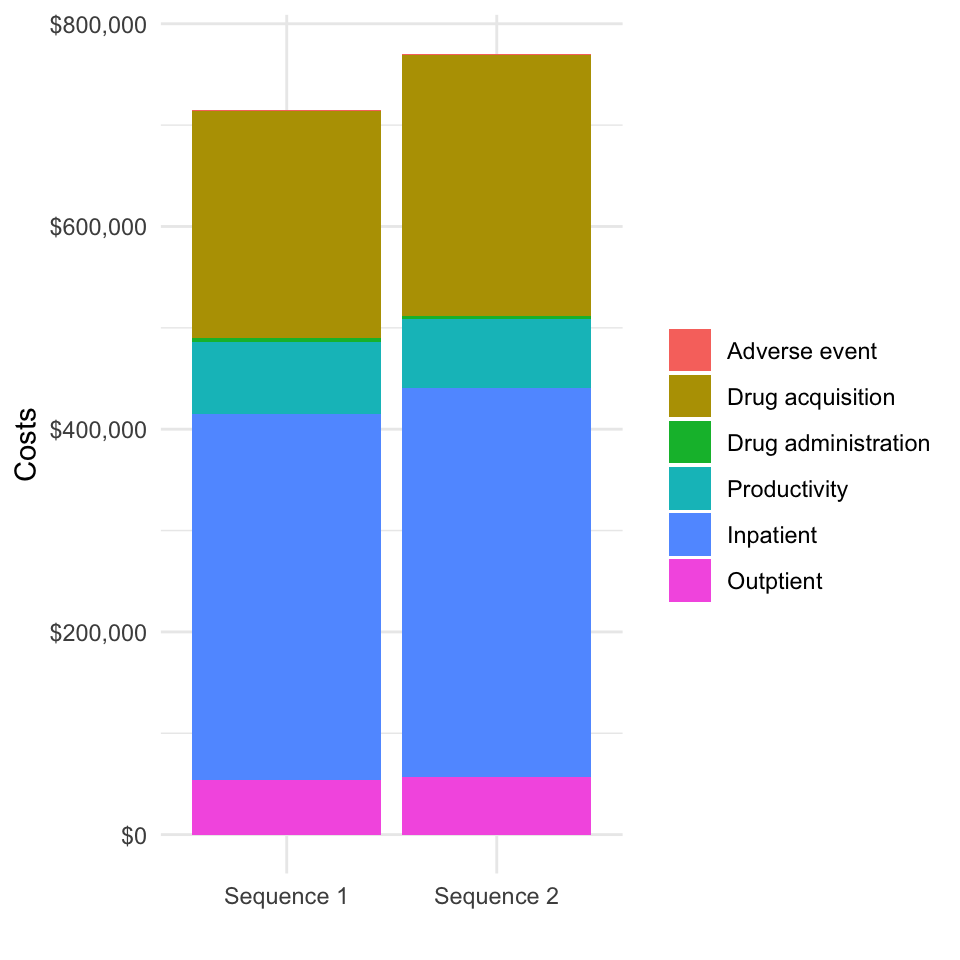 $800,000
$600,000
$400,000
$200,000
$0
Costs
Sequence 1
Sequence 2
Adverse event
Drug acquisition
Drug administration
Productivity
Inpatient
Outptient